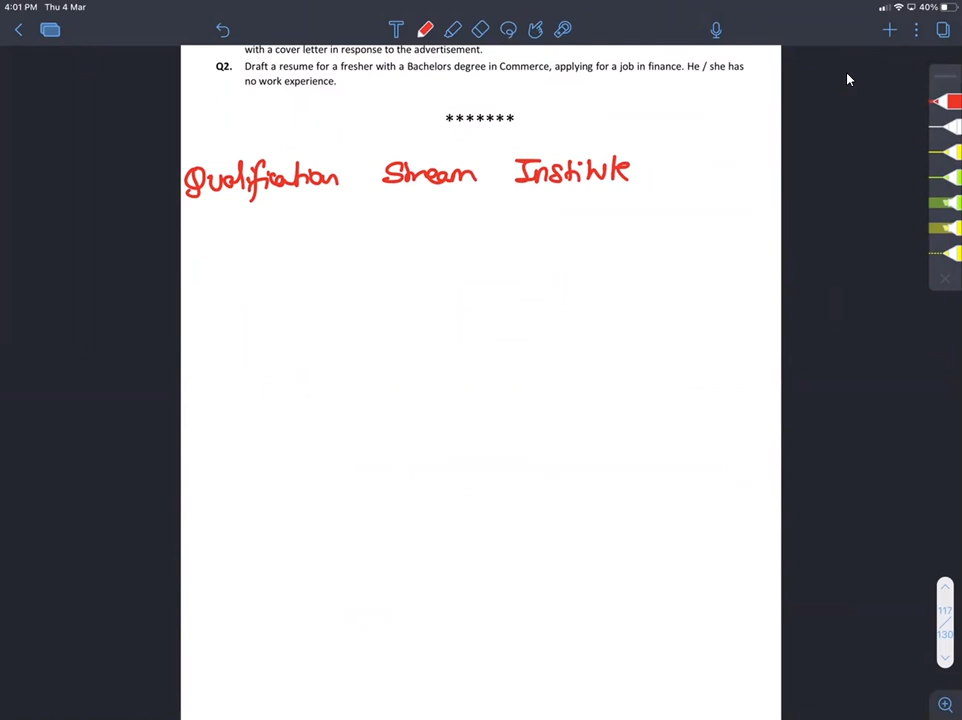 4:01 PM Thu 4 Mar 40%
T
with a cover letter in response to the advertisement.
Q2. Draft a resume for a fresher with a Bachelors degree in Commerce, applying for a job in finance. He / she has
no work experience.
*******
Qualification Stream Institute
117
130